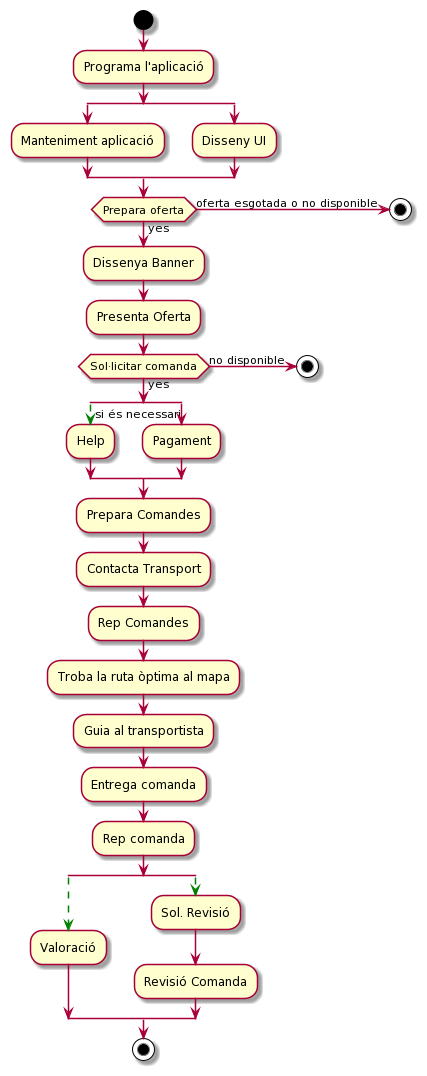 Programa l'aplicació
Manteniment aplicació
Disseny UI
Prepara oferta
oferta esgotada o no disponible
yes
Dissenya Banner
Presenta Oferta
Sol·licitar comanda
no disponible
yes
si és necessari
Help
Pagament
Prepara Comandes
Contacta Transport
Rep Comandes
Troba la ruta òptima al mapa
Guia al transportista
Entrega comanda
Rep comanda
Sol. Revisió
Valoració
Revisió Comanda